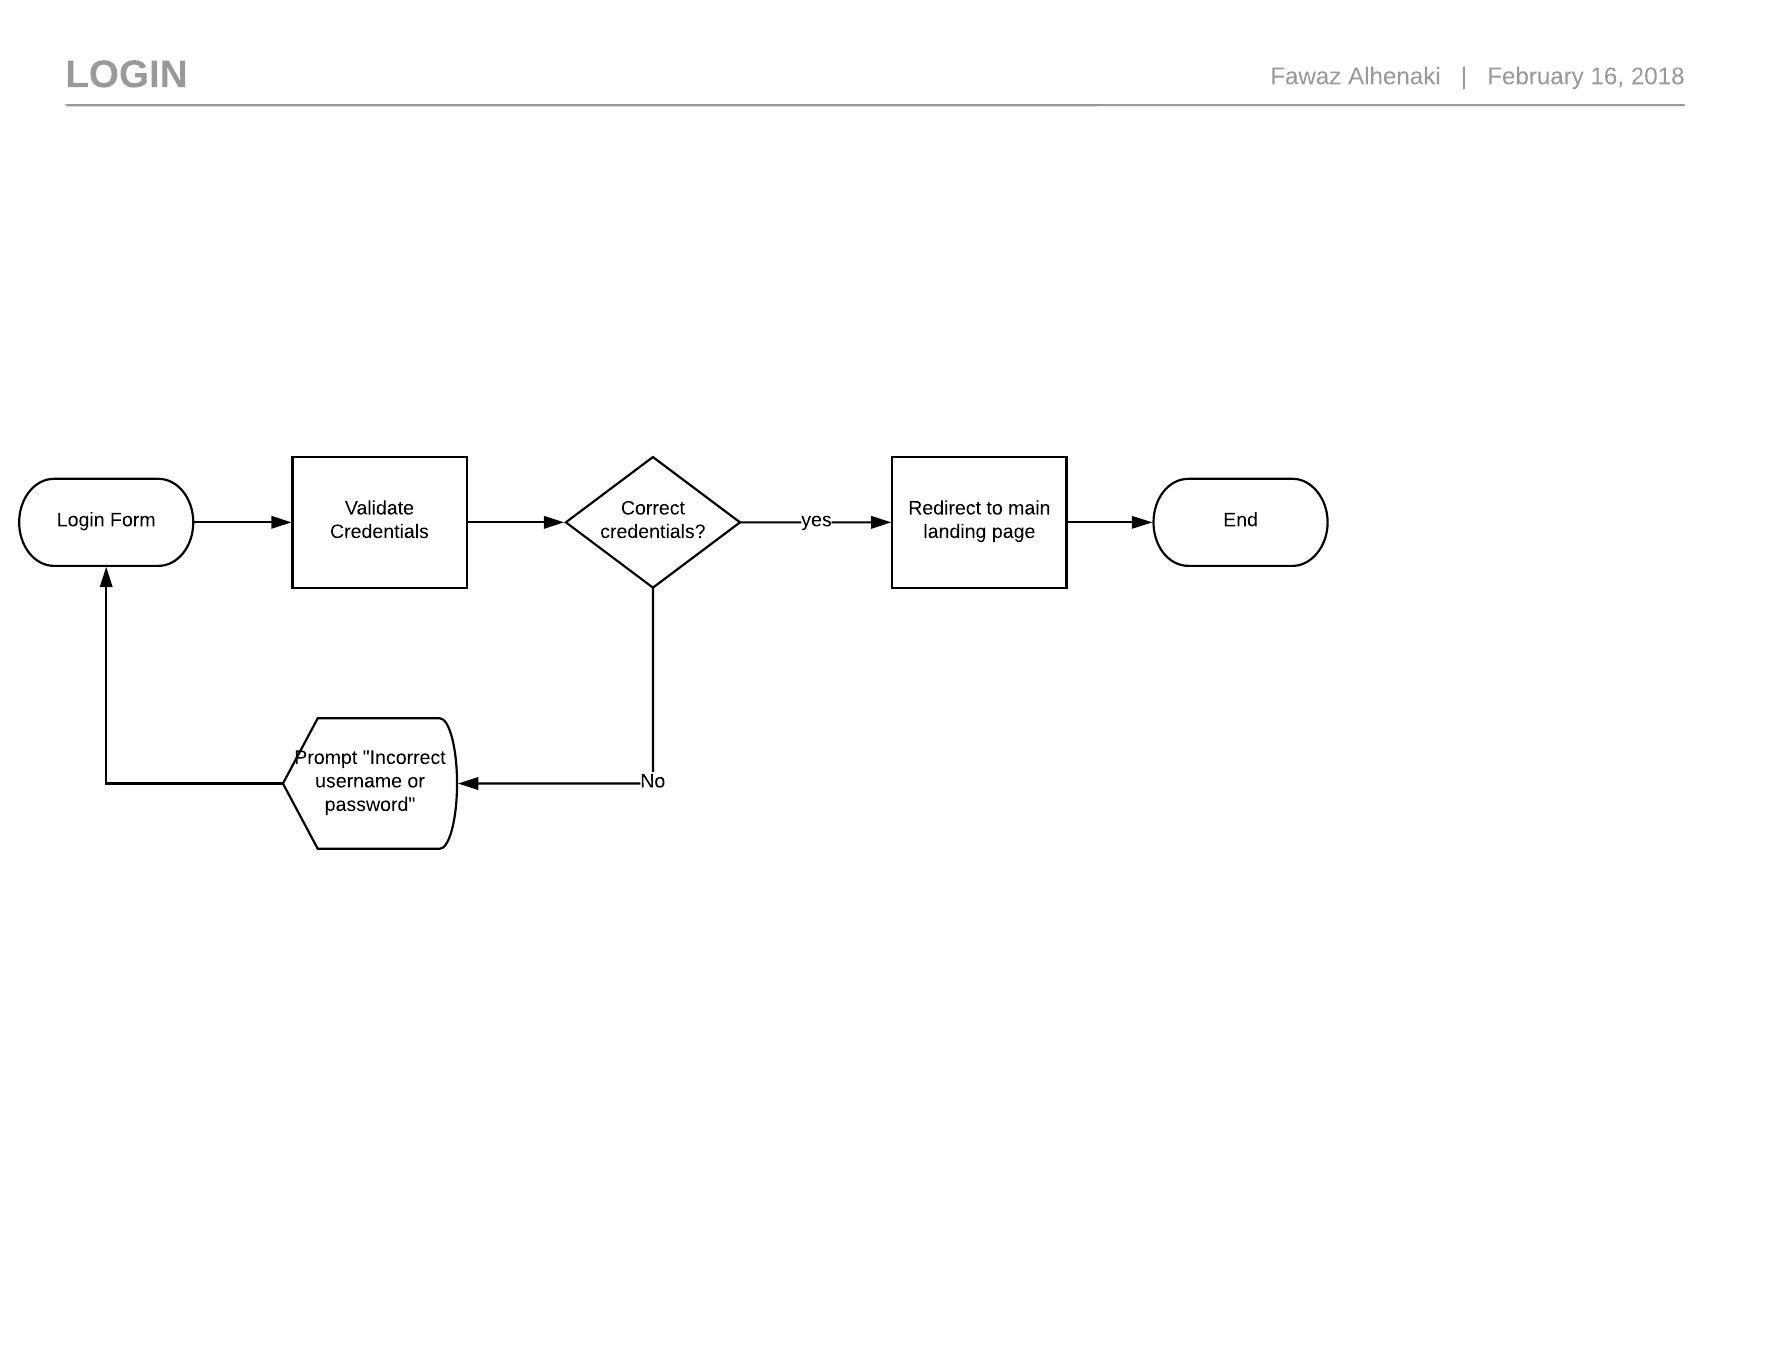 LOGIN
Fawaz Alhenaki | February 16, 2018
Login Form
Validate
Credentials
Correct
credentials?
yes
Redirect to main
landing page
End
Prompt "Incorrect
username or
password"
No